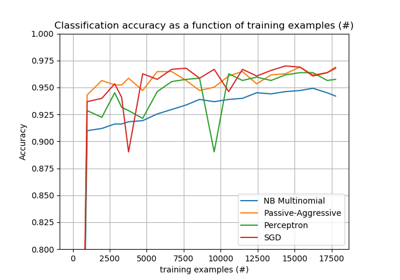 Classification accuracy as a function of training examples (#)
1.000
0.975
0.950
0.925
0.900
0.875
0.850
0.825
0.800
Accuracy
NB Multinomial
Passive-Aggressive
Perceptron
SGD
0 2500 5000 7500 10000 12500 15000 17500
training examples (#)